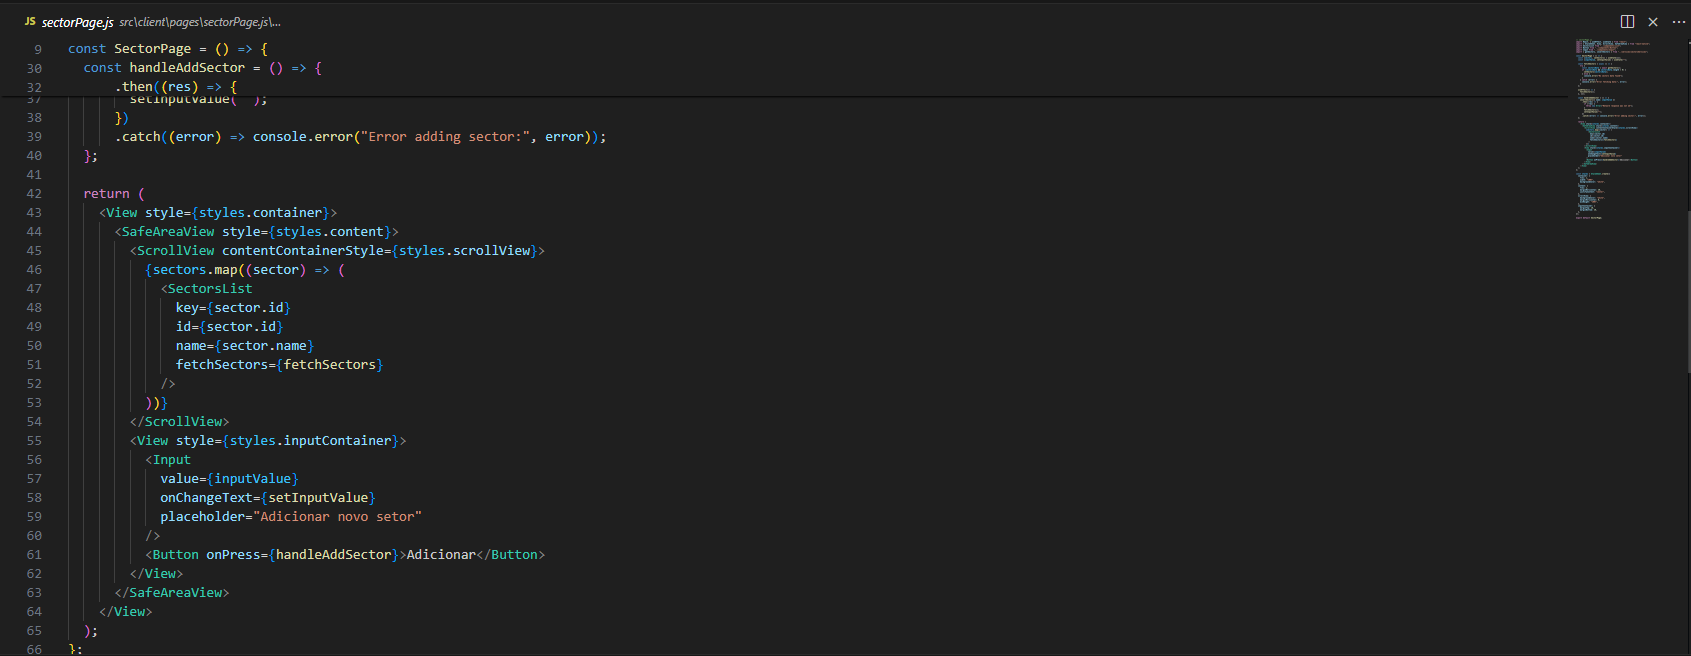 JS sectorPage.js src\client\pages\sectorPage.js\...
9 const SectorPage = () => {
30 const handleAddSector = () => {
32 .then((res) => {
37 setInputValue(" ");
38 })
39 .catch((error) => console.error("Error adding sector:", error));
40 };
41
42 return (
43 <View style={styles.container}>
44 <SafeAreaView style={styles.content}>
45 <ScrollView contentContainerStyle={styles.scrollView}>
46 {sectors.map((sector) => (
47 <SectorsList
48 key={sector.id}
49 id={sector.id}
50 name={sector.name}
51 fetchSectors={fetchSectors}
52 />
53 ))}
54 </ScrollView>
55 <View style={styles.inputContainer}>
56 <Input
57 value={inputValue}
58 onChangeText={setInputValue}
59 placeholder="Adicionar novo setor"
60 />
61 <Button onPress={handleAddSector}>Adicionar</Button>
62 </View>
63 </SafeAreaView>
64 </View>
65 );
66 };